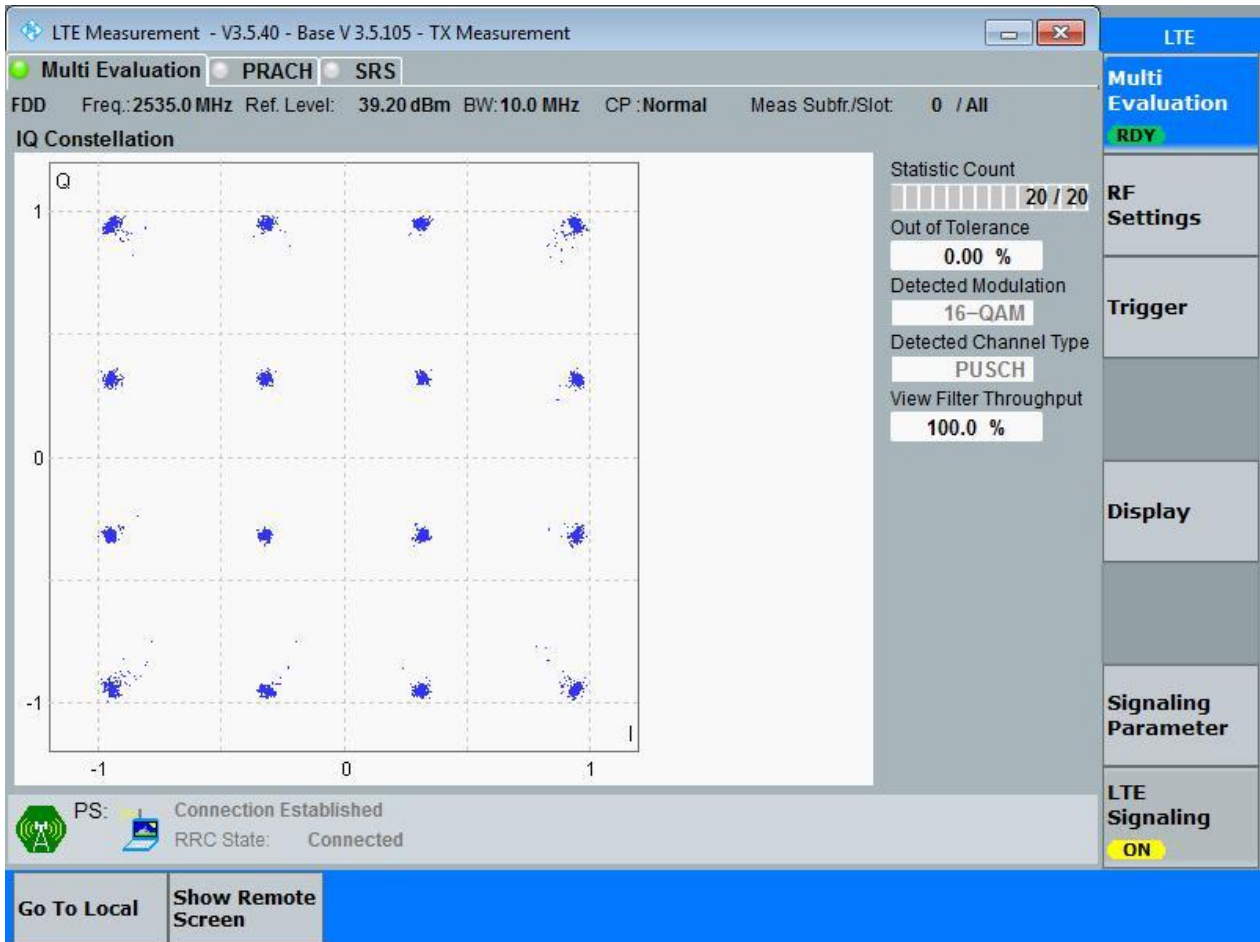 LTE Measurement - V3.5.40 - Base V 3.5.105 - TX Measurement
LTE
Multi Evaluation PRACH SRS
Multi
Evaluation
RDY
FDD Freq.: 2535.0 MHz Ref. Level: 39.20 dBm BW: 10.0 MHz CP : Normal Meas Subfr./Slot: 0 / All
IQ Constellation
Q
1
0
-1
I
-1 0 1
Statistic Count
20 / 20
Out of Tolerance
0.00 %
Detected Modulation
16-QAM
Detected Channel Type
PUSCH
View Filter Throughput
100.0 %
RF
Settings
Trigger
Display
Signaling
Parameter
LTE
Signaling
ON
PS: Connection Established
RRC State: Connected
Go To Local
Show Remote
Screen